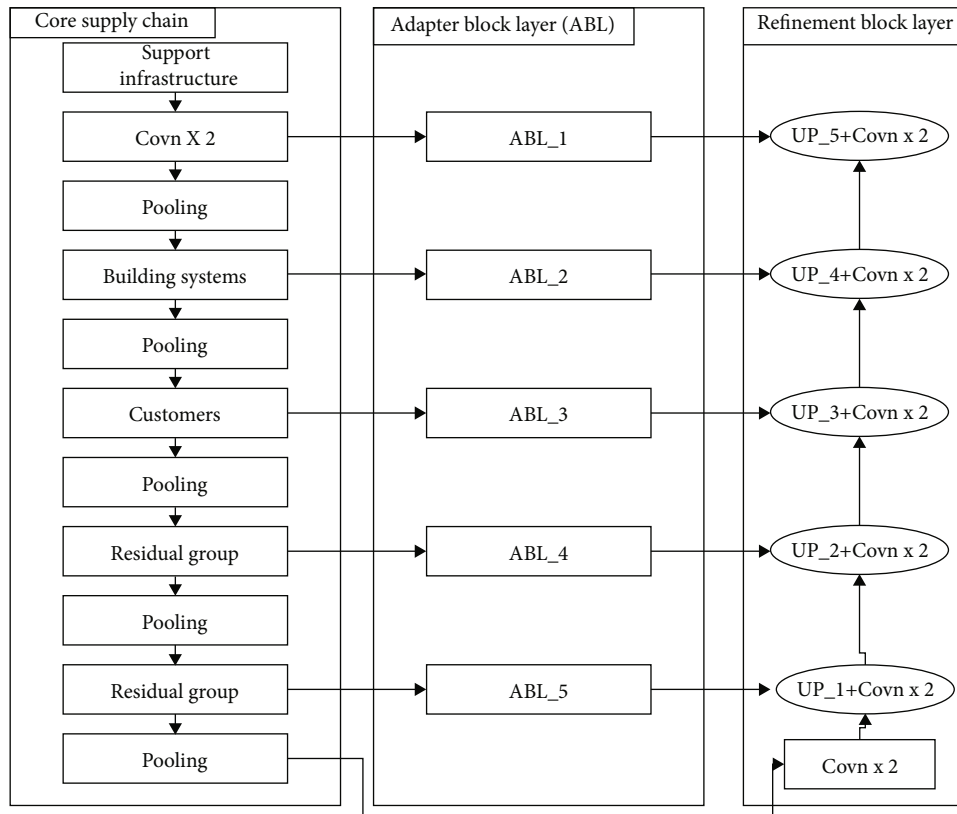 Core supply chain
Support
infrastructure
Covn X 2
Pooling
Building systems
Pooling
Customers
Pooling
Residual group
Pooling
Residual group
Pooling
Adapter block layer (ABL)
ABL_1
ABL_2
ABL_3
ABL_4
ABL_5
Refinement block layer
UP_5+Covn x 2
UP_4+Covn x 2
UP_3+Covn x 2
UP_2+Covn x 2
UP_1+Covn x 2
Covn x 2